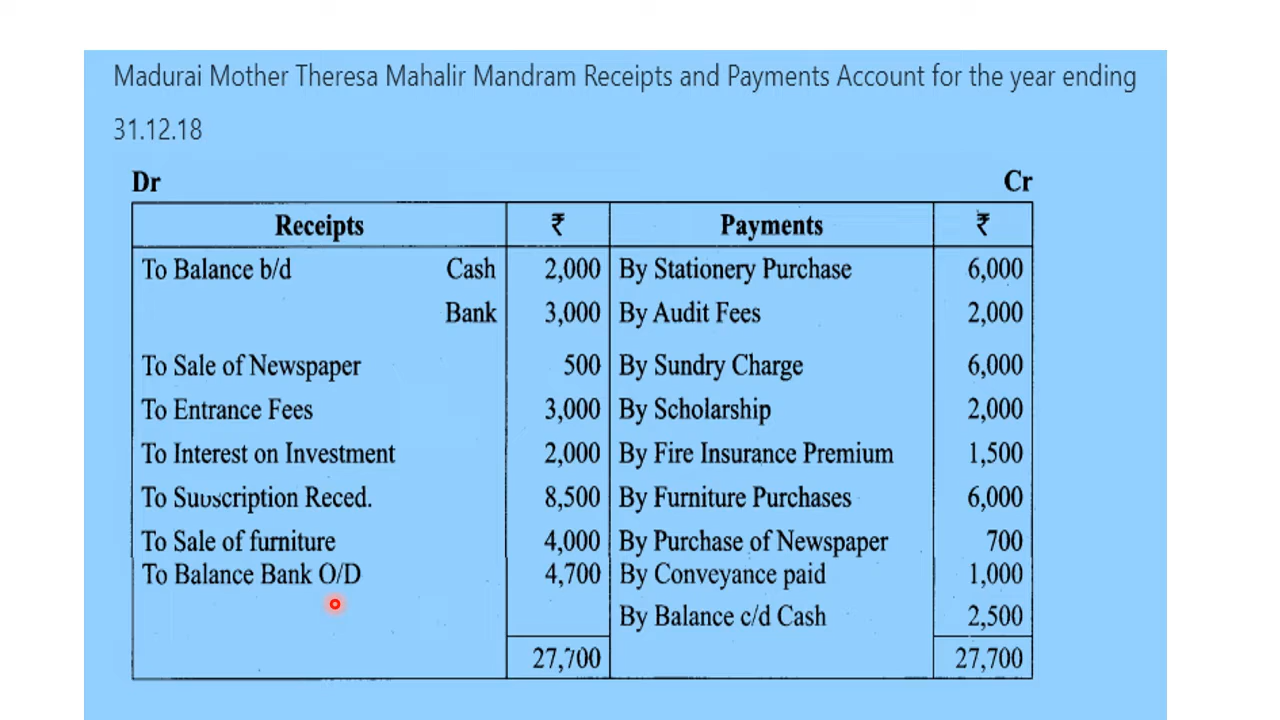 Madurai Mother Theresa Mahalir Mandram Receipts and Payments Account for the year ending
31.12.18
Dr Cr
Receipts ₹ Payments ₹
To Balance b/d Cash 2,000 By Stationery Purchase 6,000
Bank 3,000 By Audit Fees 2,000
To Sale of Newspaper 500 By Sundry Charge 6,000
To Entrance Fees 3,000 By Scholarship 2,000
To Interest on Investment 2,000 By Fire Insurance Premium 1,500
To Subscription Reced. 8,500 By Furniture Purchases 6,000
To Sale of furniture 4,000 By Purchase of Newspaper 700
To Balance Bank O/D 4,700 By Conveyance paid 1,000
By Balance c/d Cash 2,500
27,700 27,700